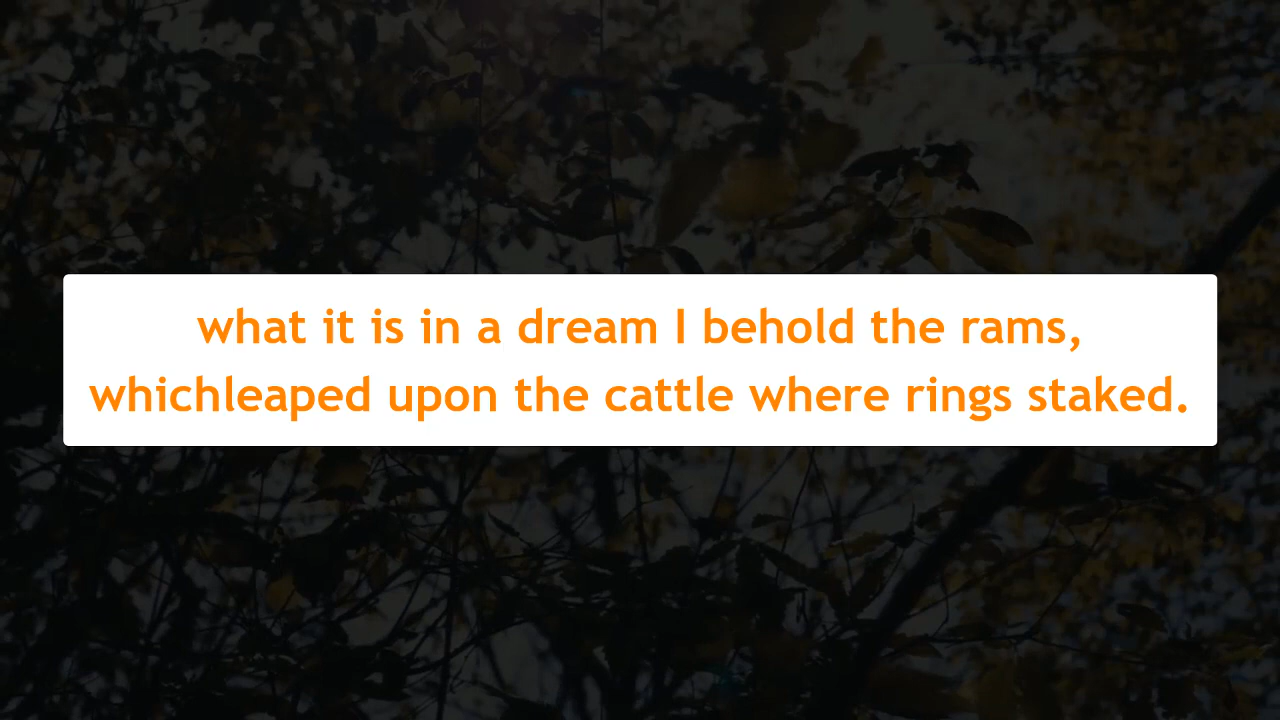 what it is in a dream I behold the rams,
whichleaped upon the cattle where rings staked.